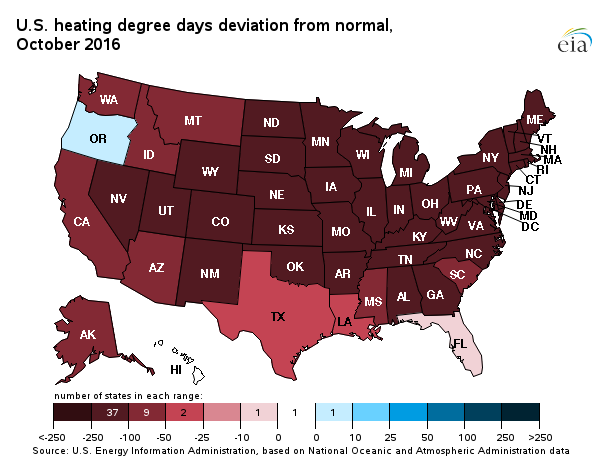 U.S. heating degree days deviation from normal,
October 2016
eia
WA
MT
ND
MN
ME
OR
ID
SD
WI
MI
NY
VT
NH
MA
RI
CT
WY
NE
IA
PA
NJ
NV
UT
CO
IL
IN
OH
DE
MD
DC
CA
KS
MO
WV
VA
KY
AZ
NM
OK
AR
TN
NC
SC
TX
LA
MS
AL
GA
AK
HI
FL
number of states in each range:
37 9 2 1 1 1
<-250 -250 -100 -50 -25 -10 0 0 10 25 50 100 250 >250
Source: U.S. Energy Information Administration, based on National Oceanic and Atmospheric Administration data